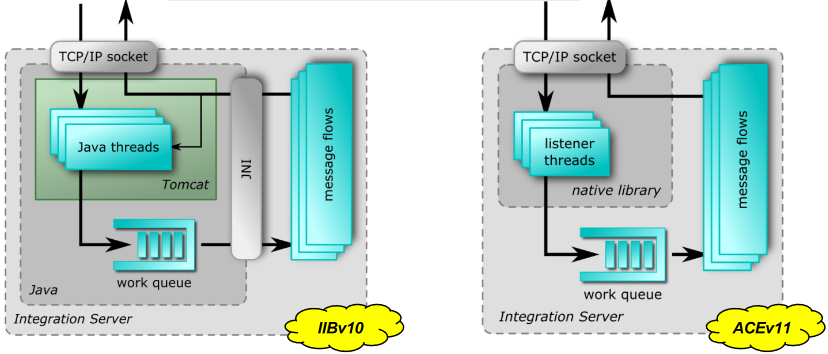 TCP/IP socket
Java threads
Tomcat
JNI
message flows
work queue
Java
Integration Server
IIBv10
TCP/IP socket
listener
threads
native library
message flows
work queue
Integration Server
ACEv11